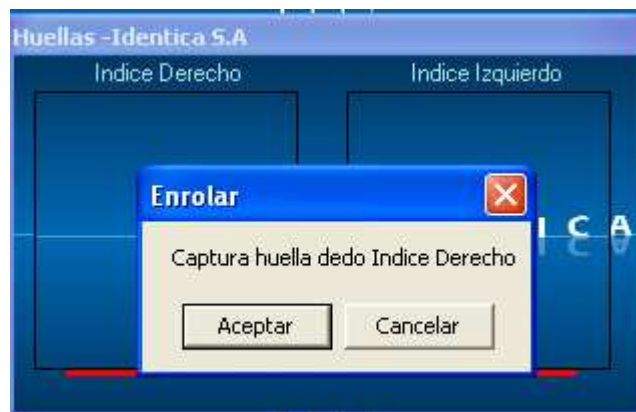 Huellas -Identica S.A
Indice Derecho
Indice Izquierdo
Enrolar
I C A
Captura huella dedo Indice Derecho
Aceptar
Cancelar